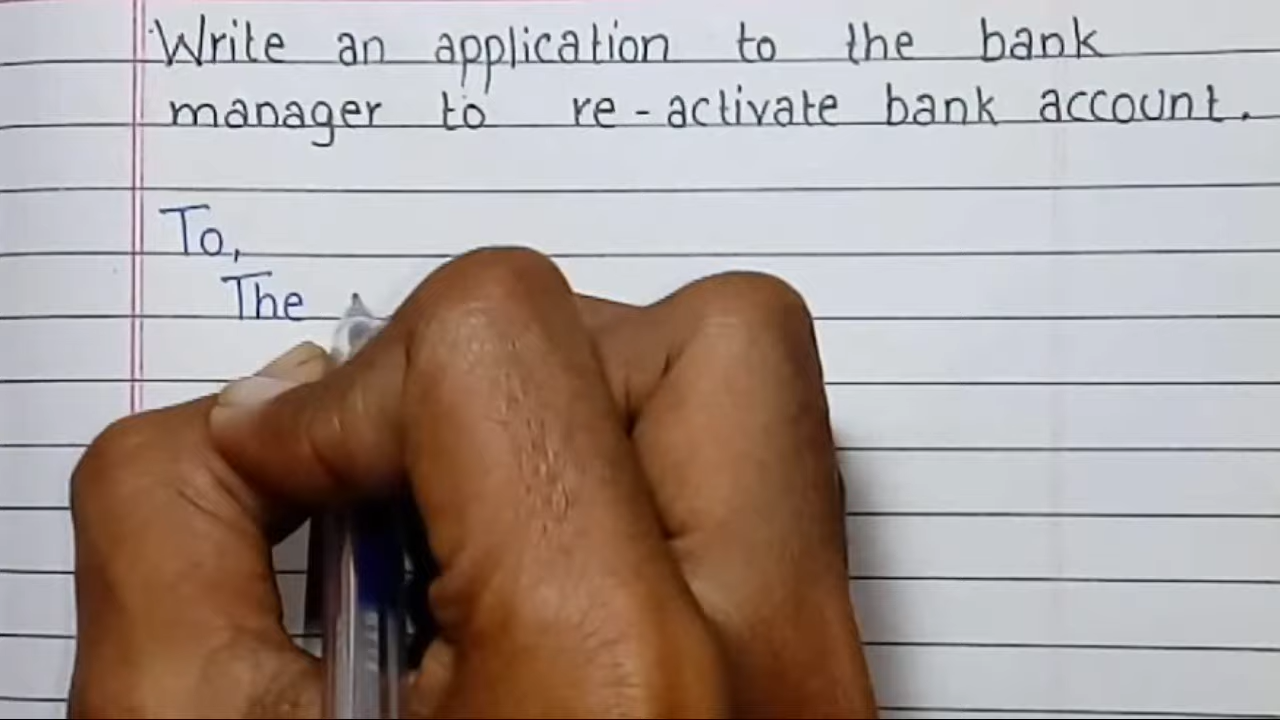 Write an application to the bank
manager to re-activate bank account.
To,
The